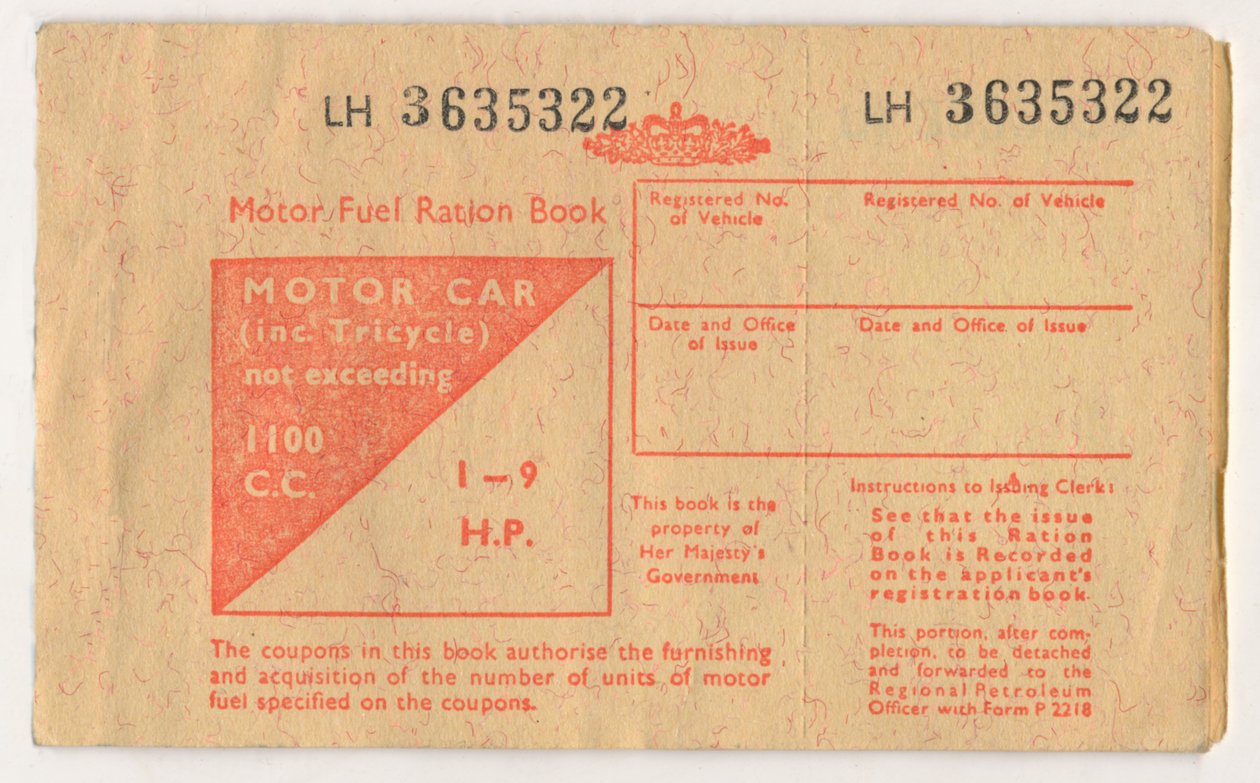 LH 3635322
LH 3635322
Motor Fuel Ration Book
MOTOR CAR
(inc. Tricycle)
not exceeding
1100
C.C.
1 – 9
H.P.
The coupons in this book authorise the furnishing
and acquisition of the number of units of motor
fuel specified on the coupons.
Registered No.
of Vehicle
Registered No. of Vehicle
Date and Office
of Issue
Date and Office of Issue
This book is the
property of
Her Majesty's
Government
Instructions to Issuing Clerk:
See that the issue
of this Ration
Book is Recorded
on the applicant's
registration book.
This portion, after com-
pletion, to be detached
and forwarded to the
Regional Petroleum
Officer with Form P 2218